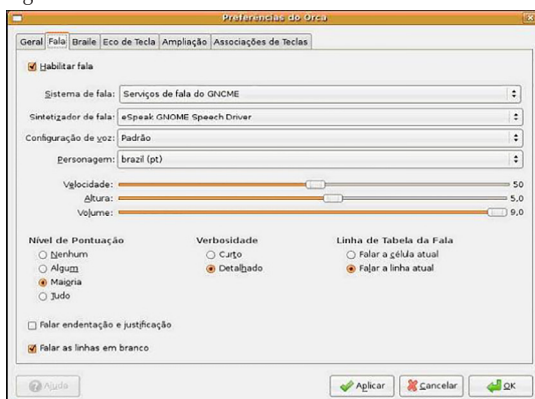 Preferências do Orca
Geral Fala Braile Eco de Tecla Ampliação Associações de Teclas
Habilitar fala
Sistema de fala: Serviços de fala do GNOME
Sintetizador de fala: eSpeak GNOME Speech Driver
Configuração de voz: Padrão
Personagem: brazil (pt)
Velocidade: 50
Altura: 5,0
Volume: 9,0
Nível de Pontuação Verbosidade Linha de Tabela da Fala
Nenhum Curto Falar a célula atual
Algum Detalhado Falar a linha atual
Maioria
Tudo
Falar endentação e justificação
Falar as linhas em branco
Ajuda Aplicar Cancelar OK